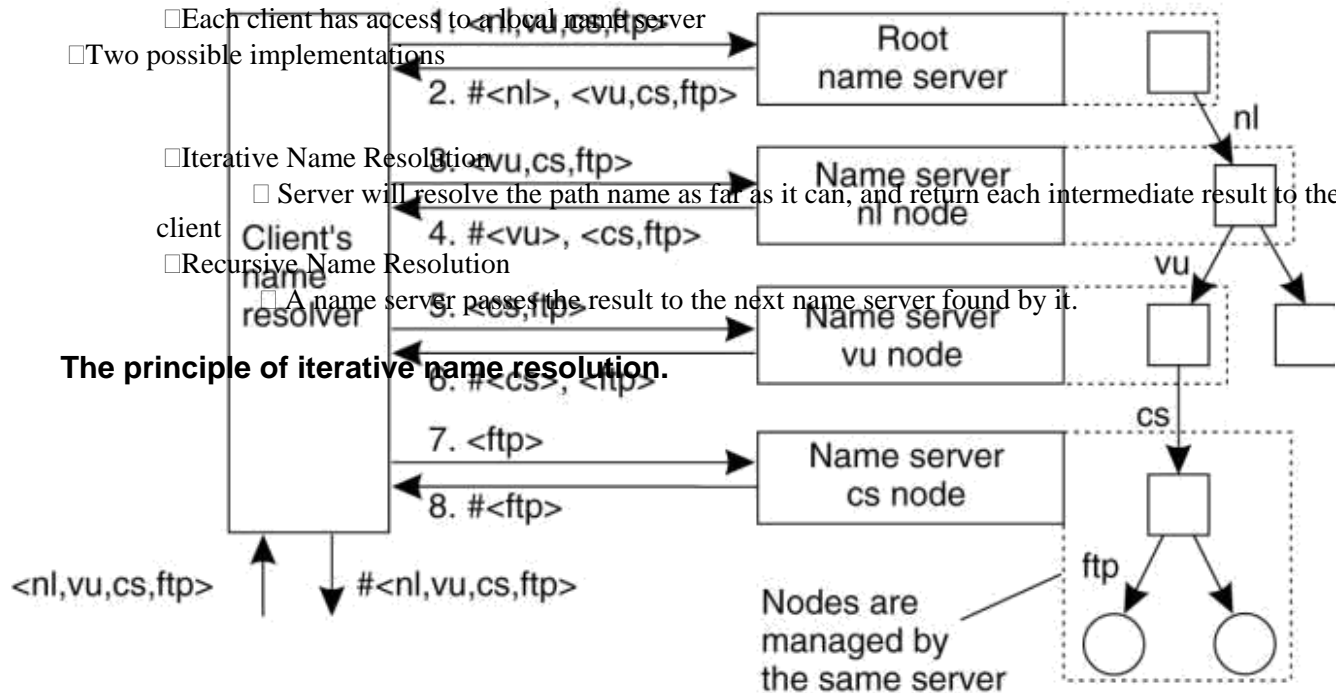 □Each client has access to a local name server
□Two possible implementations
□Iterative Name Resolution
□ Server will resolve the path name as far as it can, and return each intermediate result to the
client
□Recursive Name Resolution
□ A name server passes the result to the next name server found by it.
The principle of iterative name resolution.
1. <nl,vu,cs,ftp>
Root
name server
2. #<nl>, <vu,cs,ftp>
nl
3. <vu,cs,ftp>
Name server
nl node
4. #<vu>, <cs,ftp>
Client's
name
resolver
vu
5. <cs,ftp>
Name server
vu node
6. #<cs>, <ftp>
cs
7. <ftp>
Name server
cs node
8. #<ftp>
<nl,vu,cs,ftp>
#<nl,vu,cs,ftp>
ftp
Nodes are
managed by
the same server